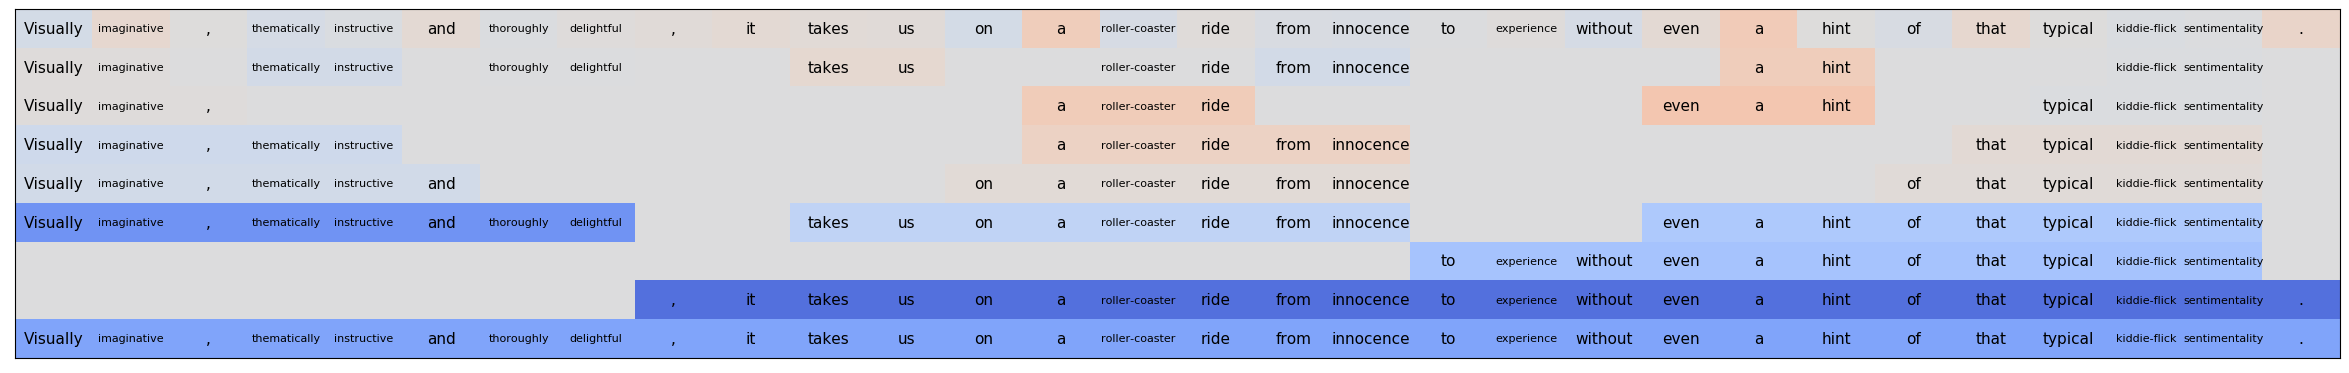 Visually imaginative , thematically instructive and thoroughly delightful , it takes us on a roller-coaster ride from innocence to experience without even a hint of that typical kiddie-flick sentimentality .
Visually imaginative thematically instructive thoroughly delightful takes us roller-coaster ride from innocence a hint kiddie-flick sentimentality
Visually imaginative , a roller-coaster ride even a hint typical kiddie-flick sentimentality
Visually imaginative , thematically instructive a roller-coaster ride from innocence that typical kiddie-flick sentimentality
Visually imaginative , thematically instructive and on a roller-coaster ride from innocence of that typical kiddie-flick sentimentality
Visually imaginative , thematically instructive and thoroughly delightful takes us on a roller-coaster ride from innocence even a hint of that typical kiddie-flick sentimentality
to experience without even a hint of that typical kiddie-flick sentimentality
, it takes us on a roller-coaster ride from innocence to experience without even a hint of that typical kiddie-flick sentimentality .
Visually imaginative , thematically instructive and thoroughly delightful , it takes us on a roller-coaster ride from innocence to experience without even a hint of that typical kiddie-flick sentimentality .